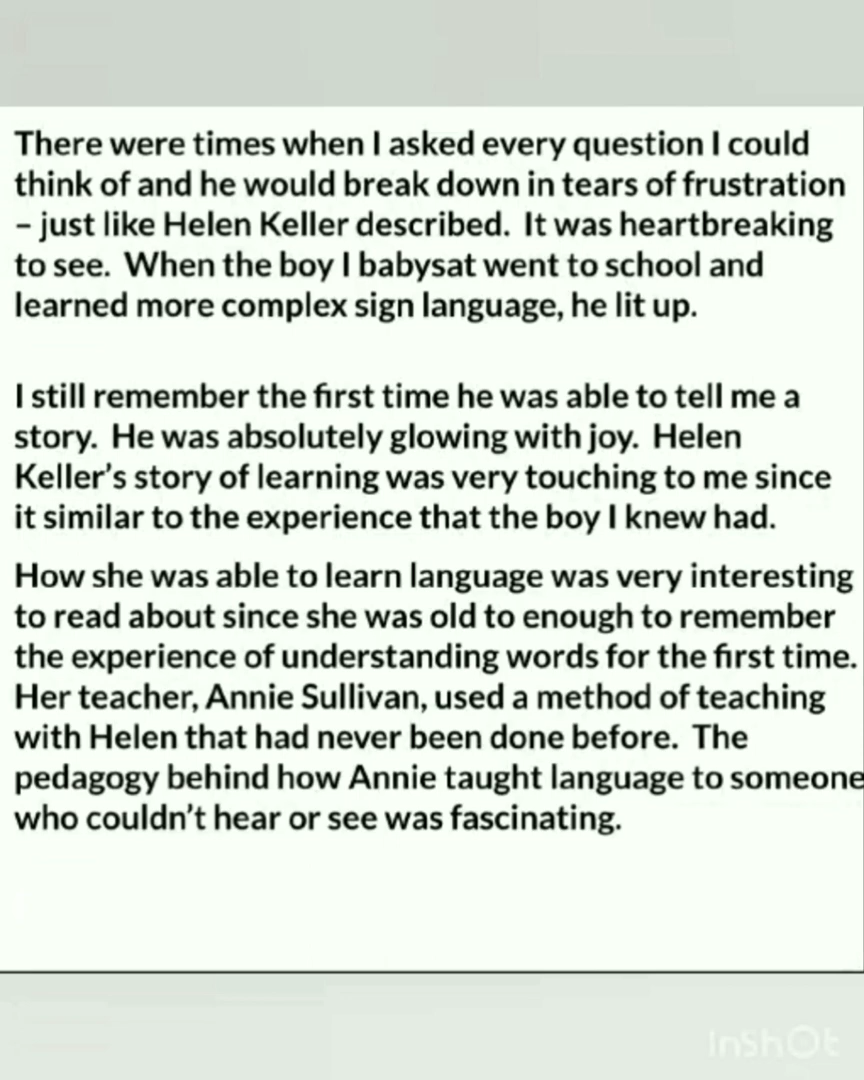 There were times when I asked every question I could
think of and he would break down in tears of frustration
– just like Helen Keller described.  It was heartbreaking
to see.  When the boy I babysat went to school and
learned more complex sign language, he lit up.
I still remember the first time he was able to tell me a
story.  He was absolutely glowing with joy.  Helen
Keller’s story of learning was very touching to me since
it similar to the experience that the boy I knew had.
How she was able to learn language was very interesting
to read about since she was old to enough to remember
the experience of understanding words for the first time.
Her teacher, Annie Sullivan, used a method of teaching
with Helen that had never been done before.  The
pedagogy behind how Annie taught language to someone
who couldn’t hear or see was fascinating.
InShOt